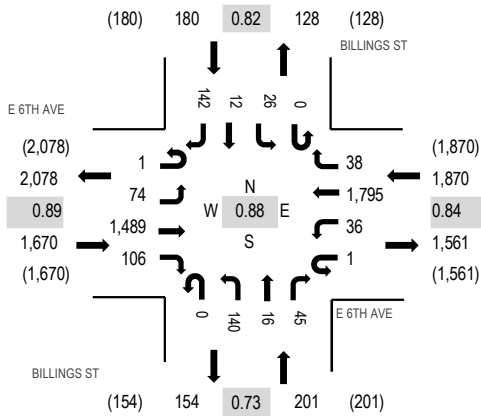 (180) 180 0.82 128 (128)
BILLINGS ST
142 12 26 0
E 6TH AVE
(2,078) 1 38 (1,870)
2,078 74 1,795 1,870
0.89 1,489 W N 0.88 S E 36 0.84
1,670 106 1 1,561
(1,670) (1,561)
0 140 16 45
E 6TH AVE
BILLINGS ST
(154) 154 0.73 201 (201)